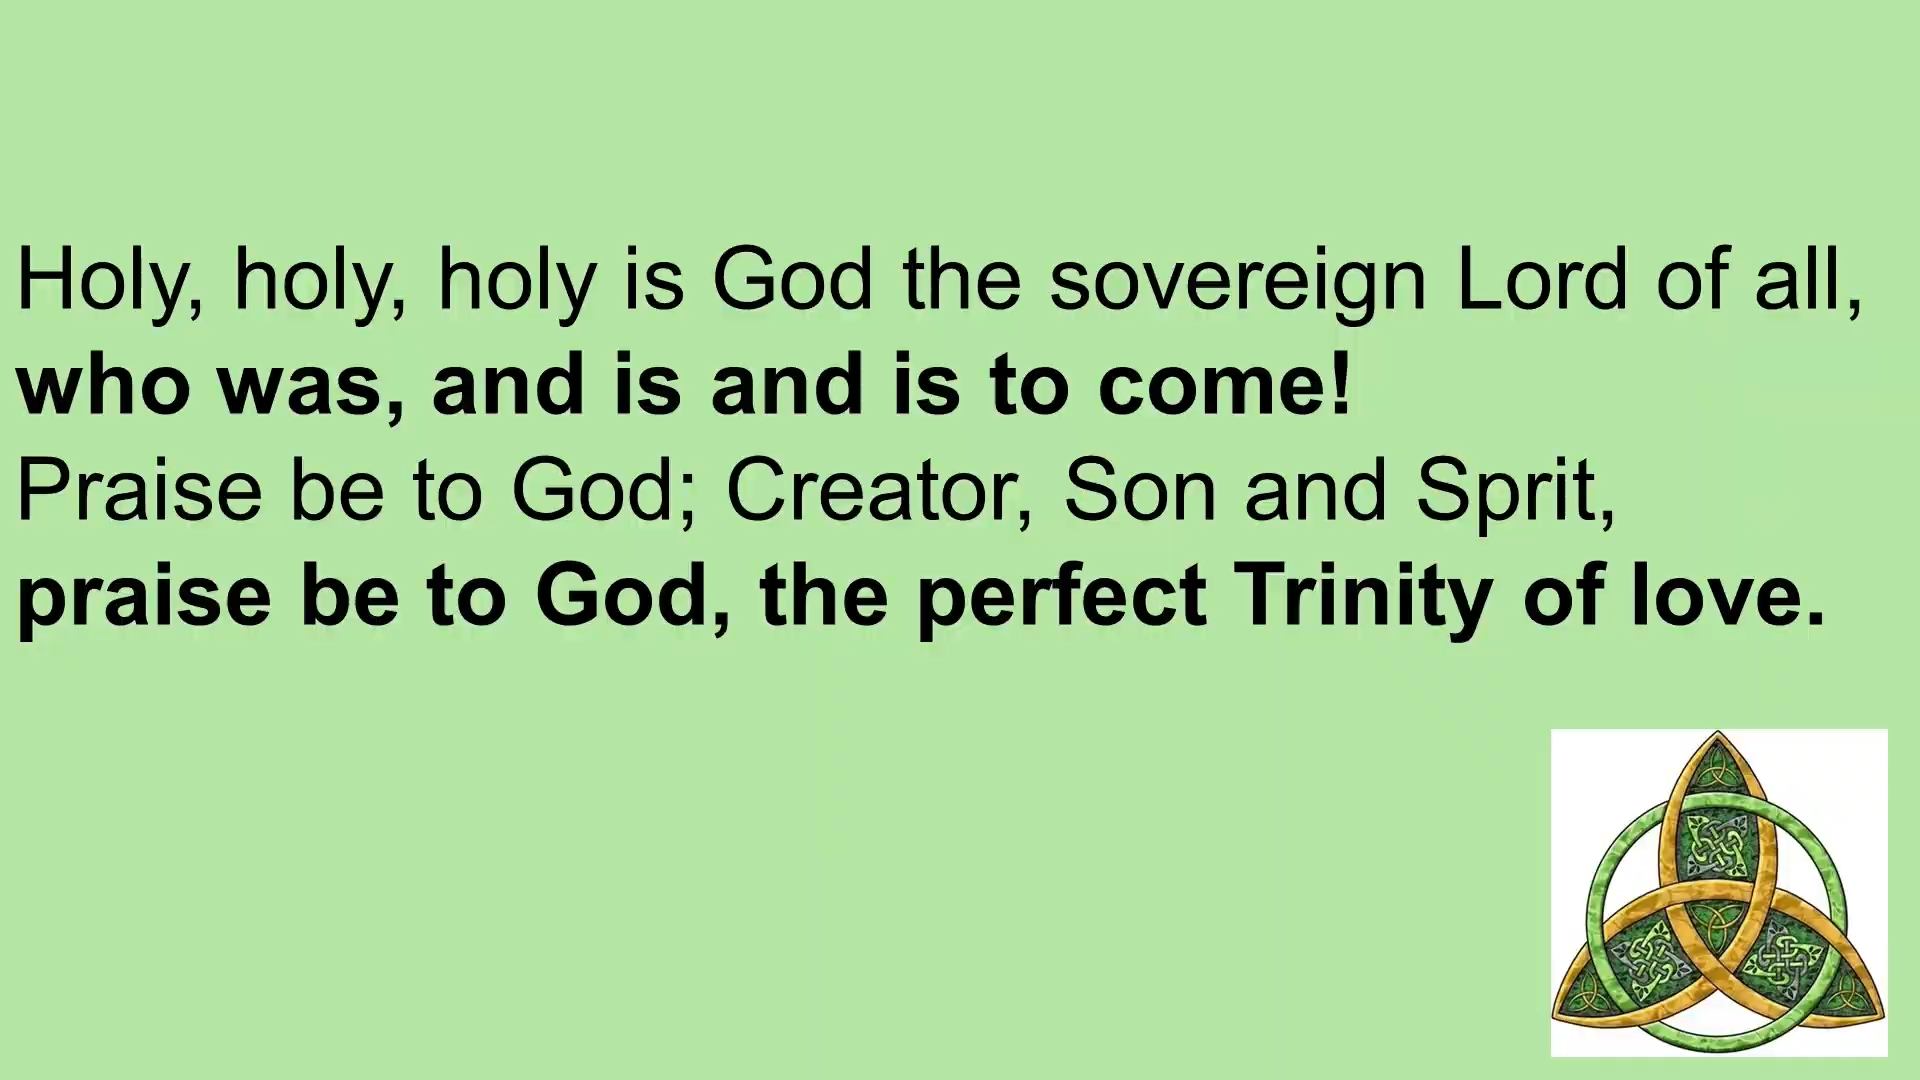 Holy, holy, holy is God the sovereign Lord of all,
who was, and is and is to come!
Praise be to God; Creator, Son and Sprit,
praise be to God, the perfect Trinity of love.